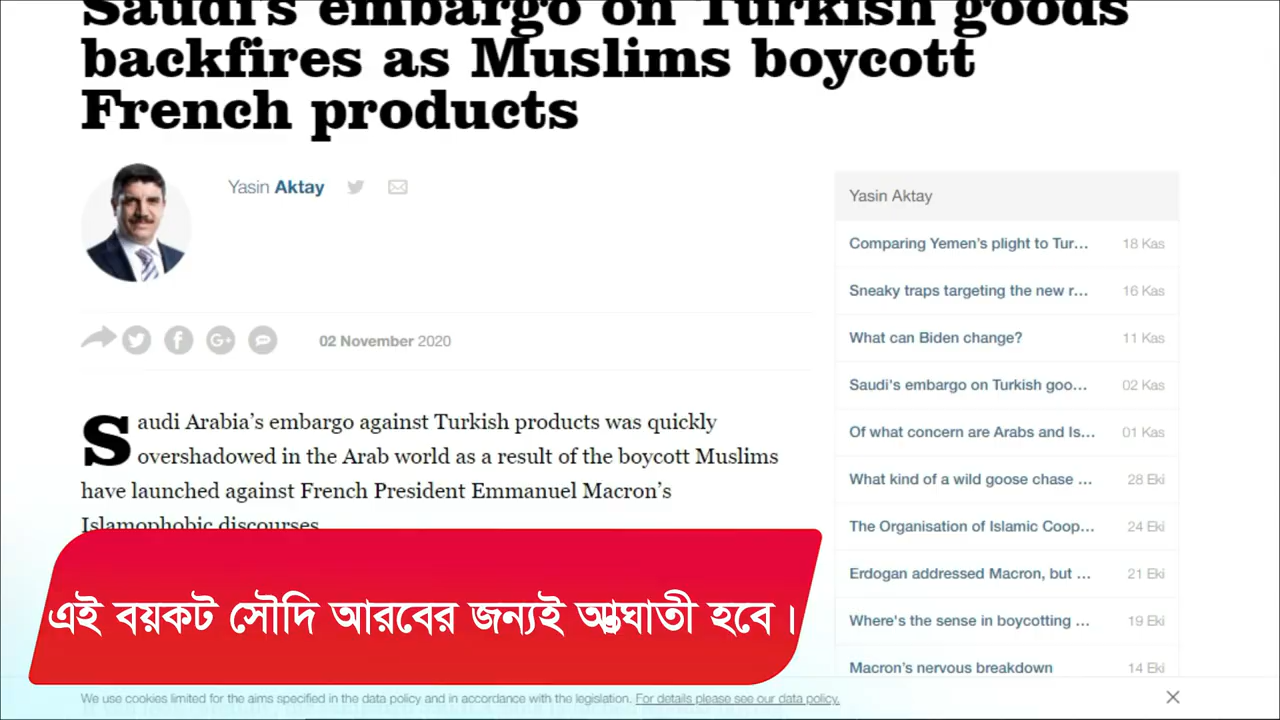 Saudi's embargo on Turkish goods
backfires as Muslims boycott
French products
Yasin Aktay
02 November 2020
Saudi Arabia's embargo against Turkish products was quickly
overshadowed in the Arab world as a result of the boycott Muslims
have launched against French President Emmanuel Macron's
Islamophobic discourses.
Yasin Aktay
Comparing Yemen's plight to Tur... 18 Kas
Sneaky traps targeting the new r... 16 Kas
What can Biden change? 11 Kas
Saudi's embargo on Turkish goo... 02 Kas
Of what concern are Arabs and Is... 01 Kas
What kind of a wild goose chase ... 28 Eki
The Organisation of Islamic Coop... 24 Eki
Erdogan addressed Macron, but ... 21 Eki
Where's the sense in boycotting ... 19 Eki
Macron's nervous breakdown 14 Eki
এই বয়কট সৌদি আরবের জন্যই আত্মঘাতী হবে।
We use cookies limited for the aims specified in the data policy and in accordance with the legislation. For details please see our data policy.